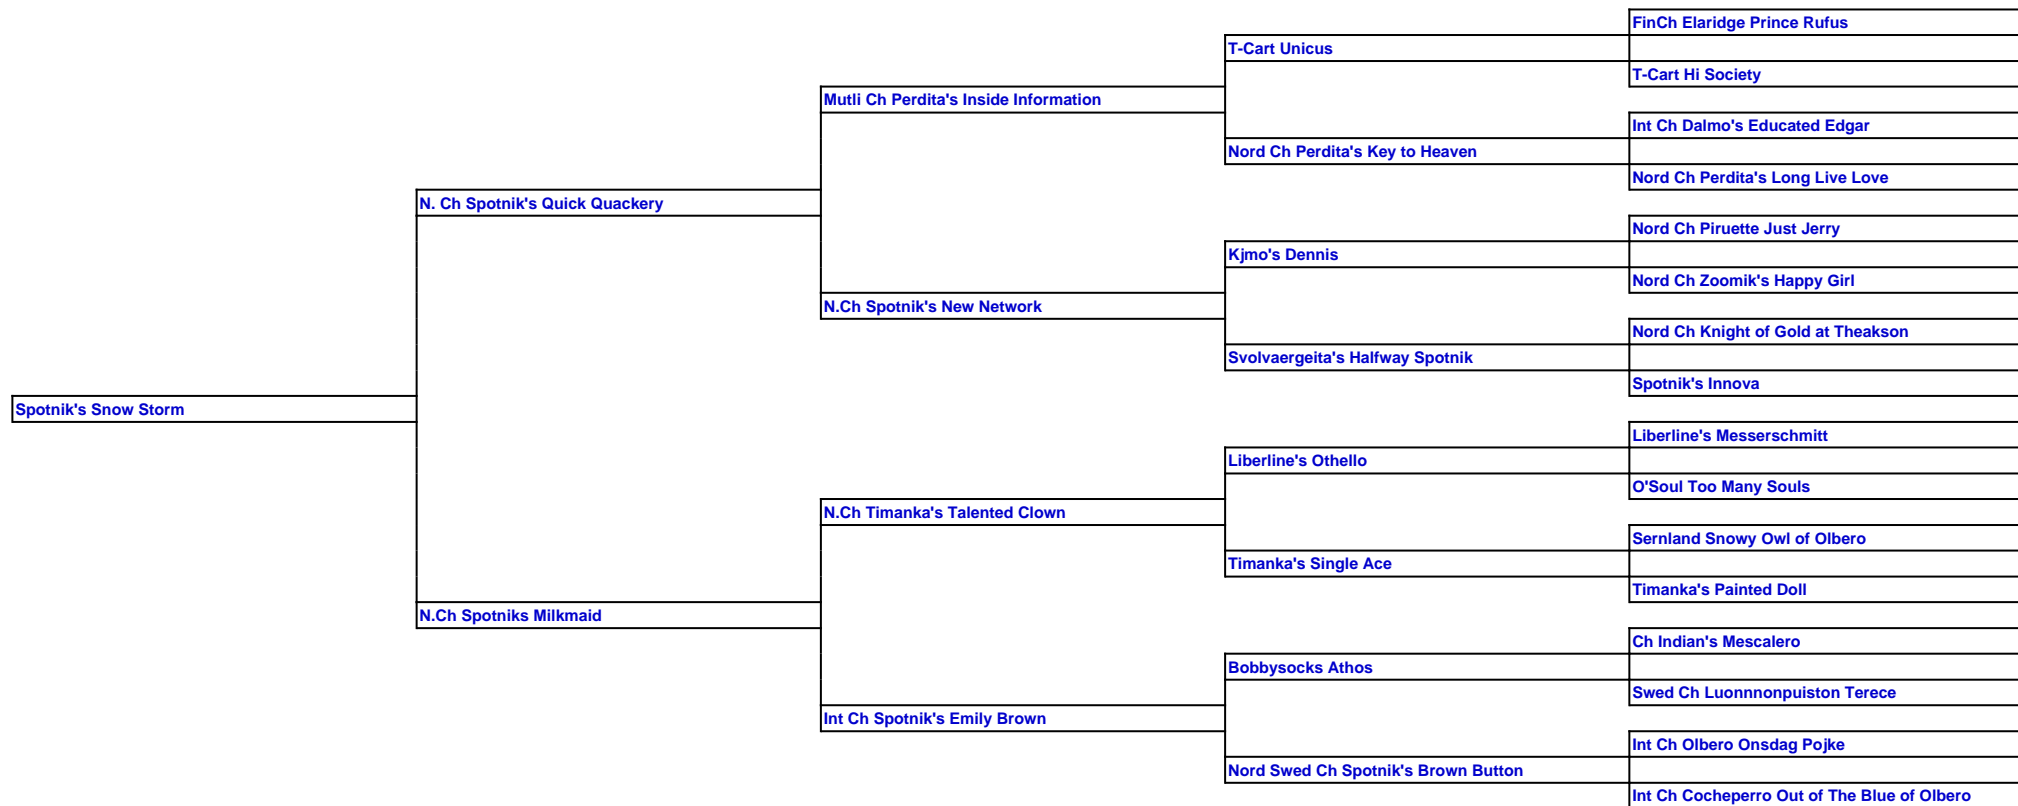 FinCh Elaridge Prince Rufus
T-Cart Unicus
T-Cart Hi Society
Mutli Ch Perdita's Inside Information
Int Ch Dalmo's Educated Edgar
Nord Ch Perdita's Key to Heaven
Nord Ch Perdita's Long Live Love
N. Ch Spotnik's Quick Quackery
Nord Ch Piruette Just Jerry
Kjmo's Dennis
Nord Ch Zoomik's Happy Girl
N.Ch Spotnik's New Network
Nord Ch Knight of Gold at Theakson
Svolvaergeita's Halfway Spotnik
Spotnik's Innova
Spotnik's Snow Storm
Liberline's Messerschmitt
Liberline's Othello
O'Soul Too Many Souls
N.Ch Timanka's Talented Clown
Sernland Snowy Owl of Olbero
Timanka's Single Ace
Timanka's Painted Doll
N.Ch Spotniks Milkmaid
Ch Indian's Mescalero
Bobbysocks Athos
Swed Ch Luonnnonpuiston Terece
Int Ch Spotnik's Emily Brown
Int Ch Olbero Onsdag Pojke
Nord Swed Ch Spotnik's Brown Button
Int Ch Cocheperro Out of The Blue of Olbero